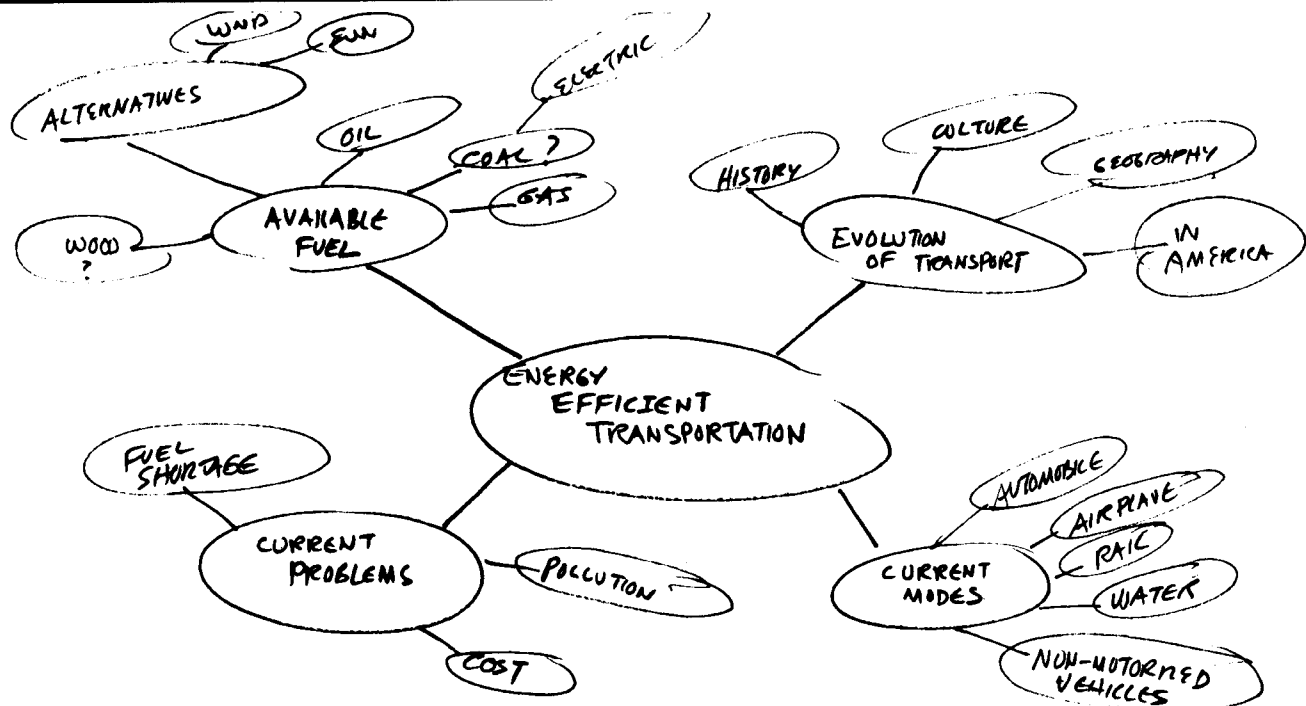 WIND
SUN
ALTERNATIVES
ELECTRIC
OIL
COAL ?
GAS
WOOD
?
AVAILABLE
FUEL
HISTORY
CULTURE
GEOGRAPHY
IN
AMERICA
EVOLUTION
OF TRANSPORT
ENERGY
EFFICIENT
TRANSPORTATION
FUEL
SHORTAGE
CURRENT
PROBLEMS
POLLUTION
COST
AUTOMOBILE
AIRPLANE
RAIL
WATER
CURRENT
MODES
NON-MOTORIZED
VEHICLES